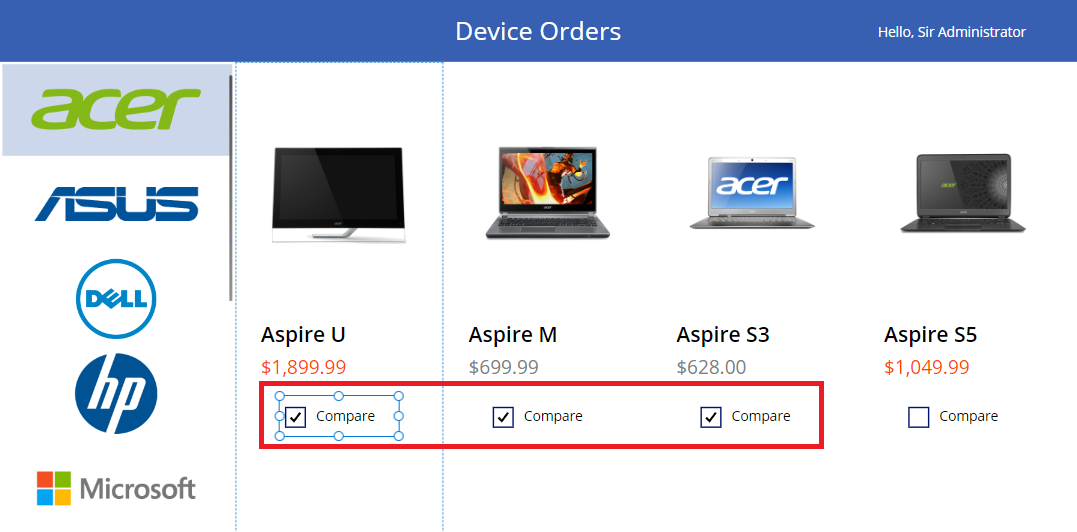 Device Orders
Hello, Sir Administrator
acer
ASUS
DELL
hp
Microsoft
acer
acer
Aspire U
Aspire M
Aspire S3
Aspire S5
$1,899.99
$699.99
$628.00
$1,049.99
Compare
Compare
Compare
Compare